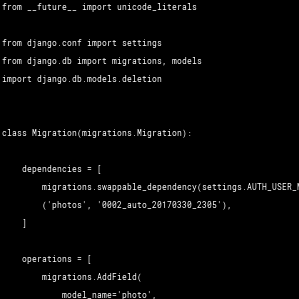 from __future__ import unicode_literals
from django.conf import settings
from django.db import migrations, models
import django.db.models.deletion
class Migration(migrations.Migration):
dependencies = [
migrations.swappable_dependency(settings.AUTH_USER_
('photos', '0002_auto_20170330_2305'),
]
operations = [
migrations.AddField(
model_name='photo',